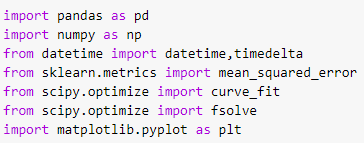 import pandas as pd
import numpy as np
from datetime import datetime,timedelta
from sklearn.metrics import mean_squared_error
from scipy.optimize import curve_fit
from scipy.optimize import fsolve
import matplotlib.pyplot as plt